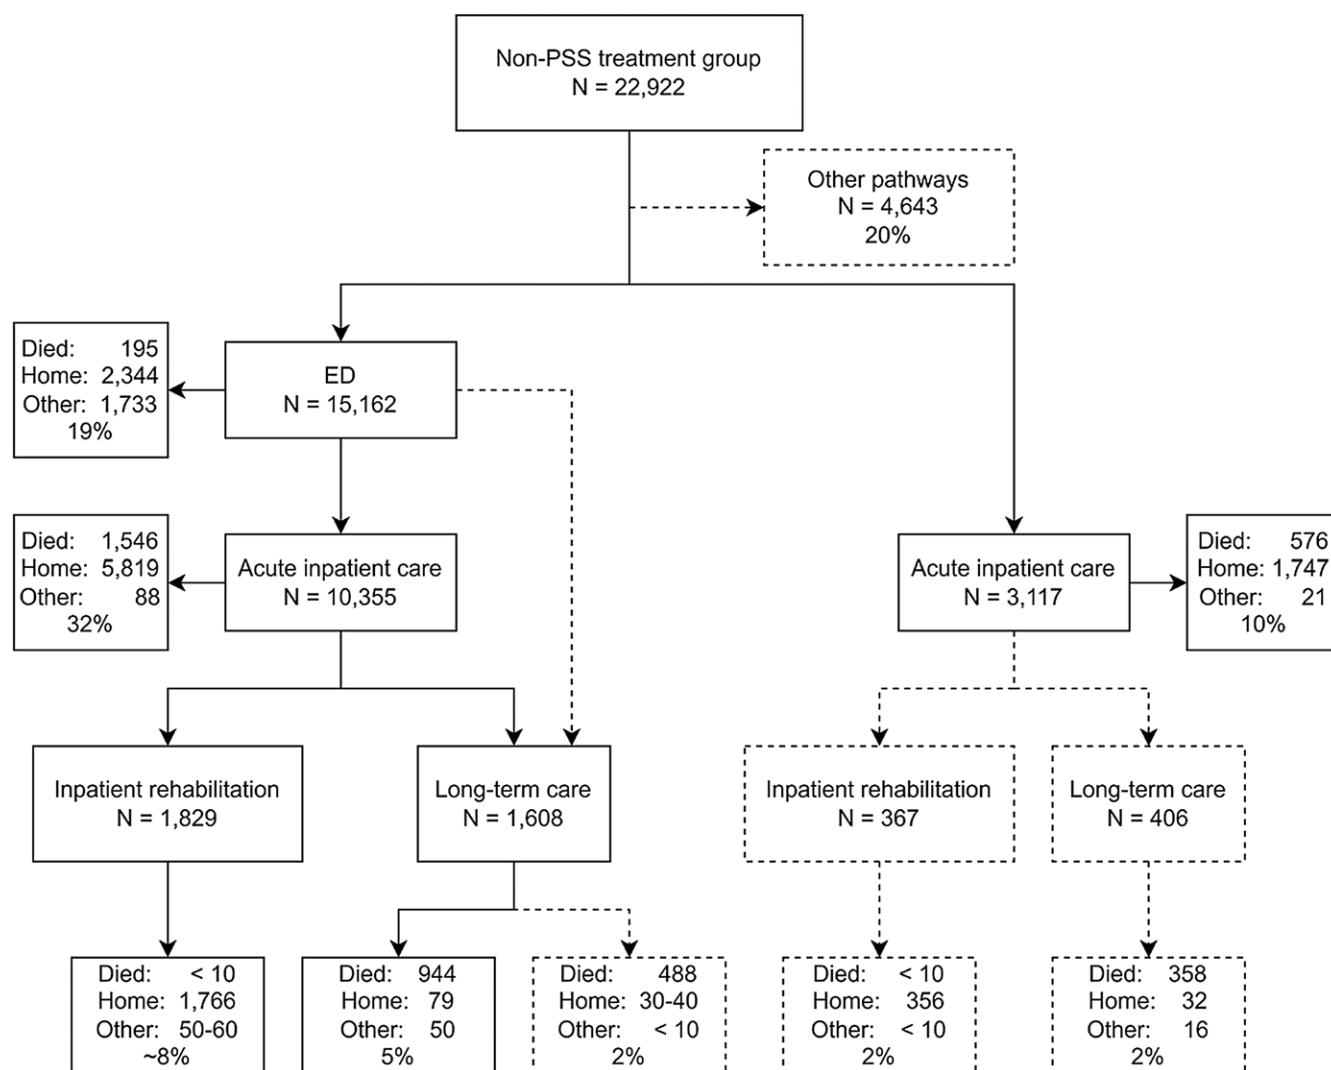 Non-PSS treatment group
N = 22,922
Other pathways
N = 4,643
20%
Died: 195
Home: 2,344
Other: 1,733
19%
ED
N = 15,162
Died: 1,546
Home: 5,819
Other: 88
32%
Acute inpatient care
N = 10,355
Acute inpatient care
N = 3,117
Died: 576
Home: 1,747
Other: 21
10%
Inpatient rehabilitation
N = 1,829
Long-term care
N = 1,608
Inpatient rehabilitation
N = 367
Long-term care
N = 406
Died: < 10
Home: 1,766
Other: 50-60
~8%
Died: 944
Home: 79
Other: 50
5%
Died: 488
Home: 30-40
Other: < 10
2%
Died: < 10
Home: 356
Other: < 10
2%
Died: 358
Home: 32
Other: 16
2%